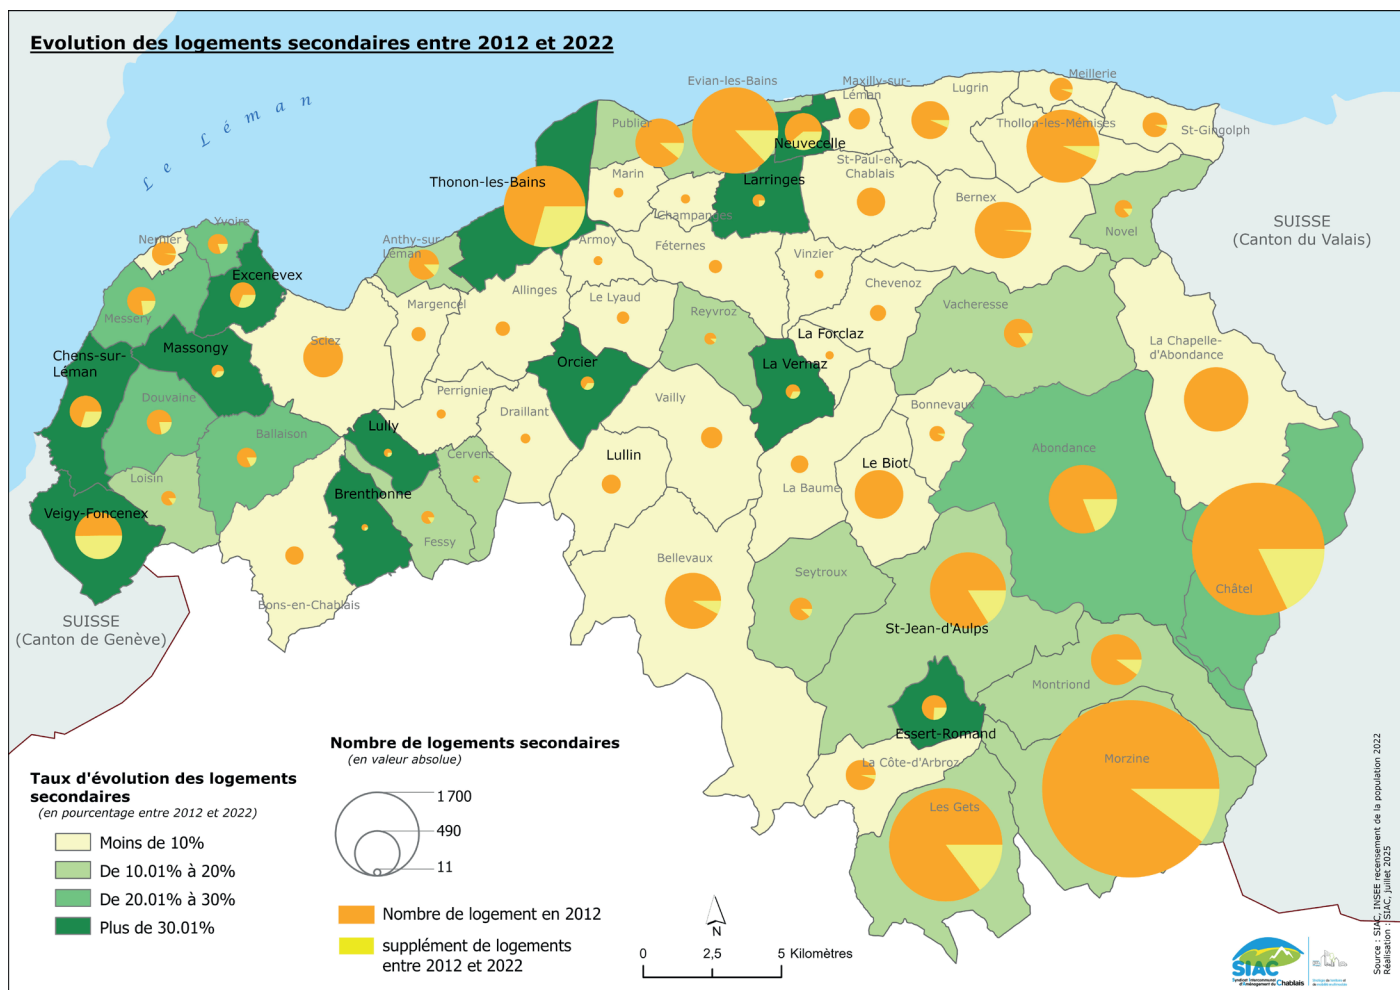 Evolution des logements secondaires entre 2012 et 2022
Le Léman
Evian-les-Bains
Maxilly-sur-
Léman
Lugrin
Meillerie
Publier
Neuvecelle
Thollon-les-Mémises
St-Gingolph
Thonon-les-Bains
Marin
Larringes
St-Paul-en-
Chablais
Champanges
Bernex
Novel
SUISSE
(Canton du Valais)
Nernier
Yvoire
Anthy-sur-
Léman
Armoy
Féternes
Vinzier
Excenevex
Messery
Margencel
Allinges
Le Lyaud
Reyvroz
Chevenoz
Vacheresse
La Chapelle-
d'Abondance
Chens-sur-
Léman
Massongy
Sciez
Orcier
La Forclaz
La Vernaz
Douvaine
Perrignier
Draillant
Vailly
Bonnevaux
Abondance
Ballaison
Lully
Cervens
Lullin
La Baume
Le Biot
Loisin
Brenthonne
Veigy-Foncenex
Fessy
Bellevaux
Seytroux
Châtel
Bons-en-Chablais
SUISSE
(Canton de Genève)
St-Jean-d'Aulps
Montriond
Essert-Romand
La Côte-d'Arbroz
Morzine
Les Gets
Taux d'évolution des logements
secondaires
(en pourcentage entre 2012 et 2022)
Moins de 10%
De 10.01% à 20%
De 20.01% à 30%
Plus de 30.01%
Nombre de logements secondaires
(en valeur absolue)
1 700
490
11
Nombre de logement en 2012
supplément de logements
entre 2012 et 2022
N
0 2,5 5 Kilomètres
Source : SIAC, INSEE recensement de la population 2022
Réalisation : SIAC, juillet 2025
SIAC
Syndicat Intercommunal
d'Aménagement du Chablais